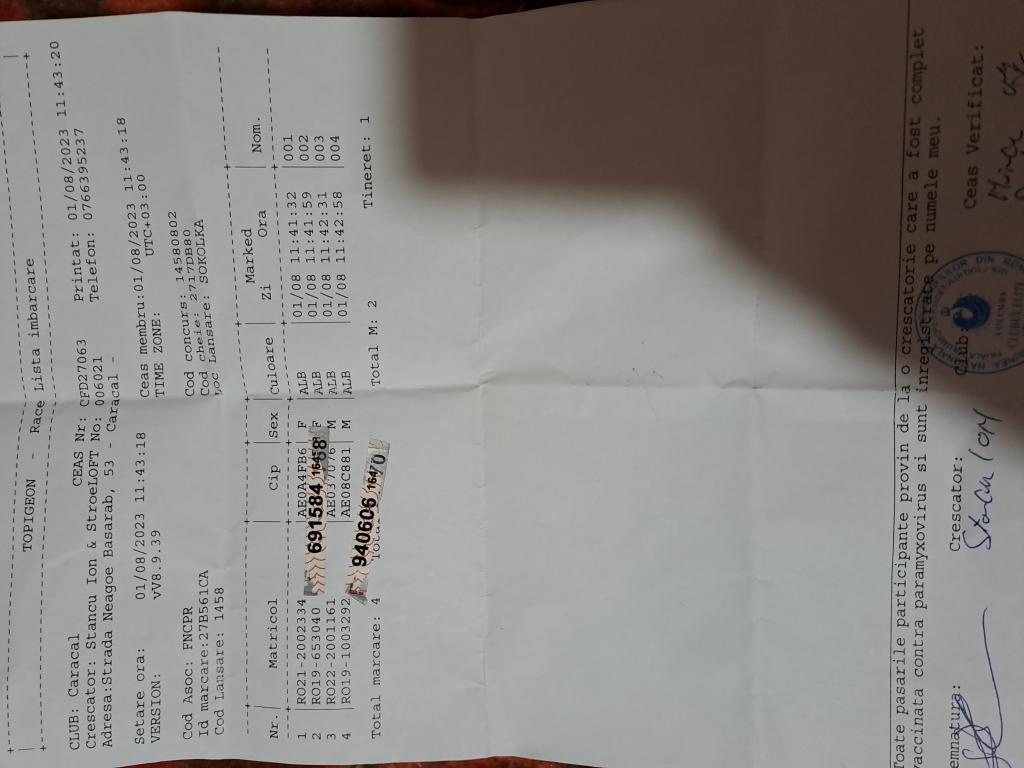 TOPIGEON - Race Lista imbarcare
CLUB: Caracal CEAS Nr: CFD27063 Printat: 01/08/2023 11:43:20
Crescator: Stancu Ion & StroeLOFT No: 006021 Telefon: 0766395237
Adresa:Strada Neagoe Bassarab, 53 - Caracal -
Setare ora: 01/08/2023 11:43:18 Ceas membru:01/08/2023 11:43:18
VERSION: vV8.9.39 TIME ZONE: UTC+03:00
Cod Asoc: FNCPR Cod concurs: 14580802
Id marcare:27B561CA Cod cheie: 2717DB80
Cod Lansare: 1458 Loc Lansare: SOKOLKA
Marked
Nr. Matricol Cip Sex Culoare Zi Ora Nom.
1 RO21-2002334 AE0A4FB6 F ALB 01/08 11:41:32 001
2 RO19-653040 F ALB 01/08 11:41:59 002
3 RO22-2001161 M ALB 01/08 11:42:31 003
4 RO19-1003292 AE08C881 M ALB 01/08 11:42:58 004
691584
940606
Total marcare: 4 Total M: 2 Tineret: 1
Toate pasarile participante provin de la o crescatorie care a fost complet
vaccinata contra paramyxovirus si sunt inregistrate pe numele meu.
emnatura: Crescator: Club: Ceas Verificat:
Stancu ION